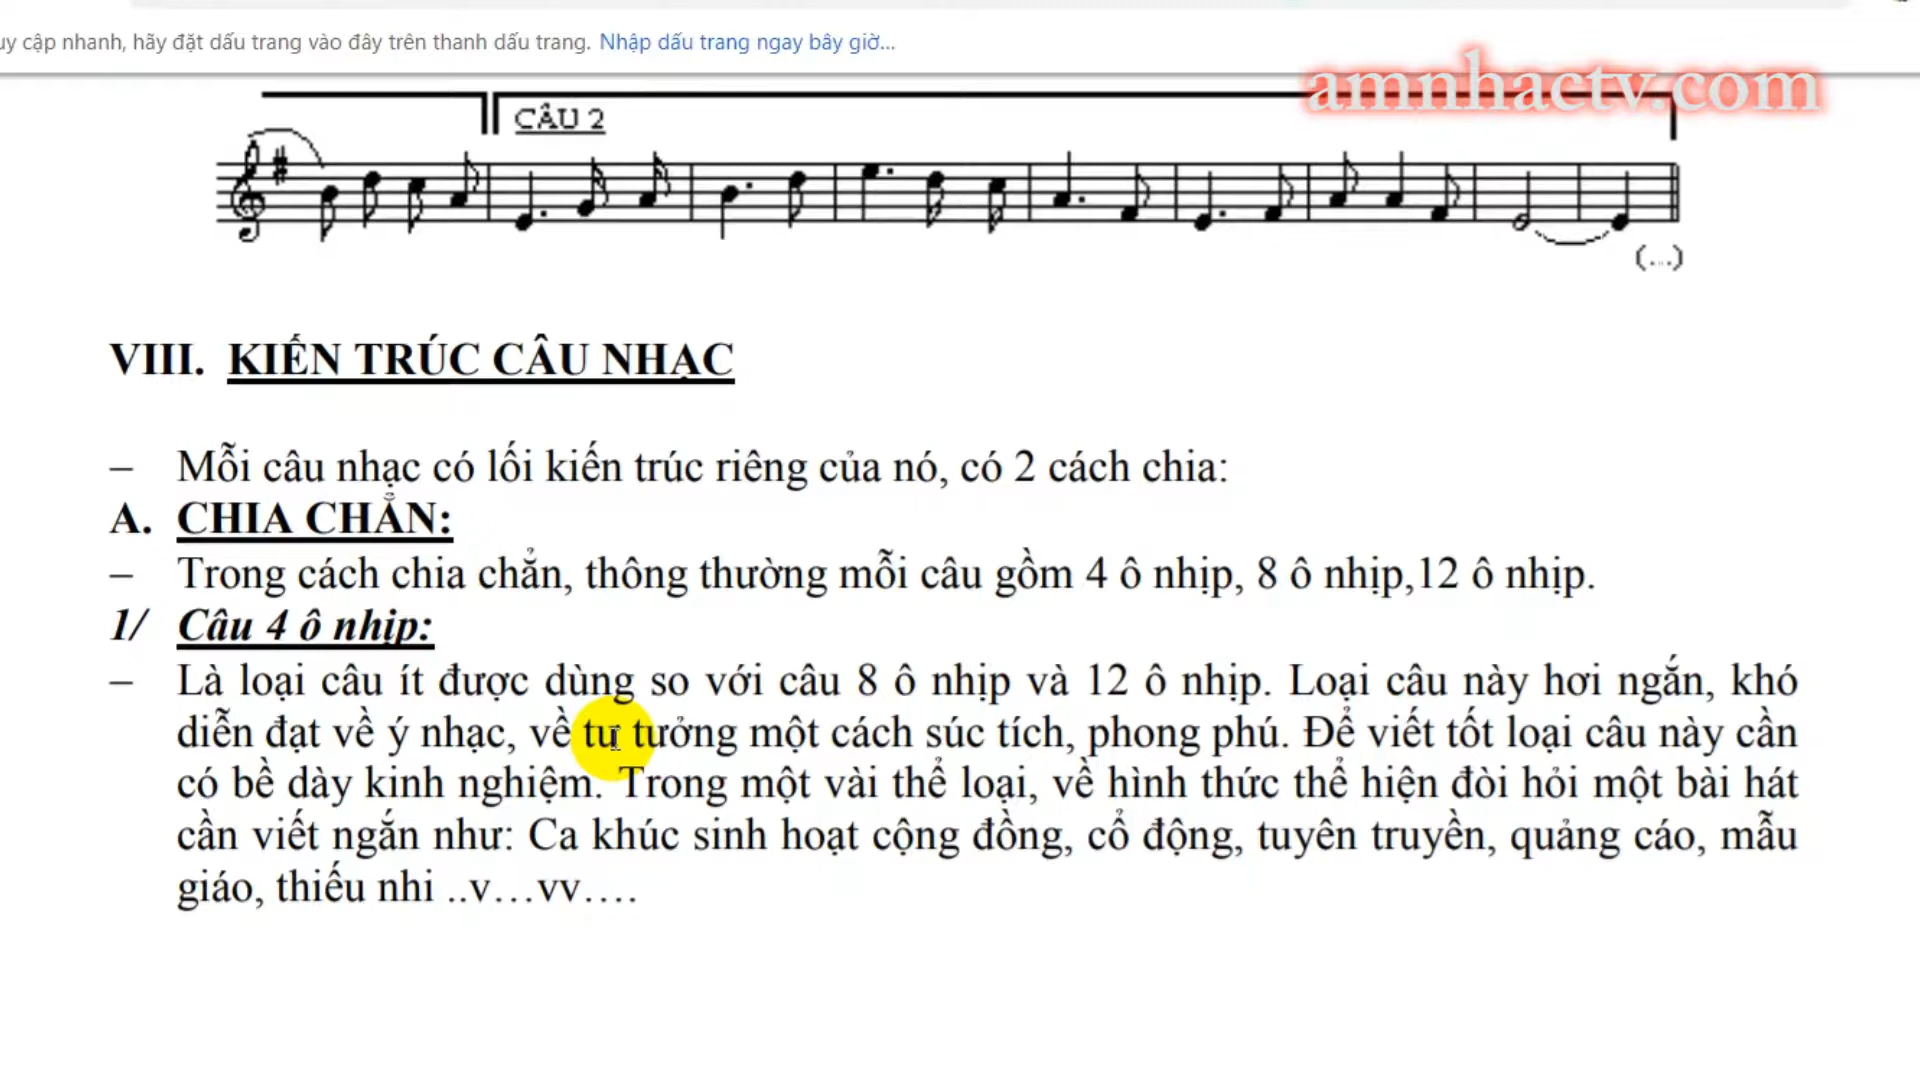 uy cập nhanh, hãy đặt dấu trang vào đây trên thanh dấu trang. Nhập dấu trang ngay bây giờ...
amnhactv.com
CÂU 2
(...)
VIII. KIẾN TRÚC CÂU NHẠC
– Mỗi câu nhạc có lối kiến trúc riêng của nó, có 2 cách chia:
A. CHIA CHẲN:
– Trong cách chia chẳn, thông thường mỗi câu gồm 4 ô nhịp, 8 ô nhịp,12 ô nhịp.
1/ Câu 4 ô nhịp:
– Là loại câu ít được dùng so với câu 8 ô nhịp và 12 ô nhịp. Loại câu này hơi ngắn, khó
diễn đạt về ý nhạc, về tư tưởng một cách súc tích, phong phú. Để viết tốt loại câu này cần
có bề dày kinh nghiệm. Trong một vài thể loại, về hình thức thể hiện đòi hỏi một bài hát
cần viết ngắn như: Ca khúc sinh hoạt cộng đồng, cổ động, tuyên truyền, quảng cáo, mẫu
giáo, thiếu nhi ..v…vv….